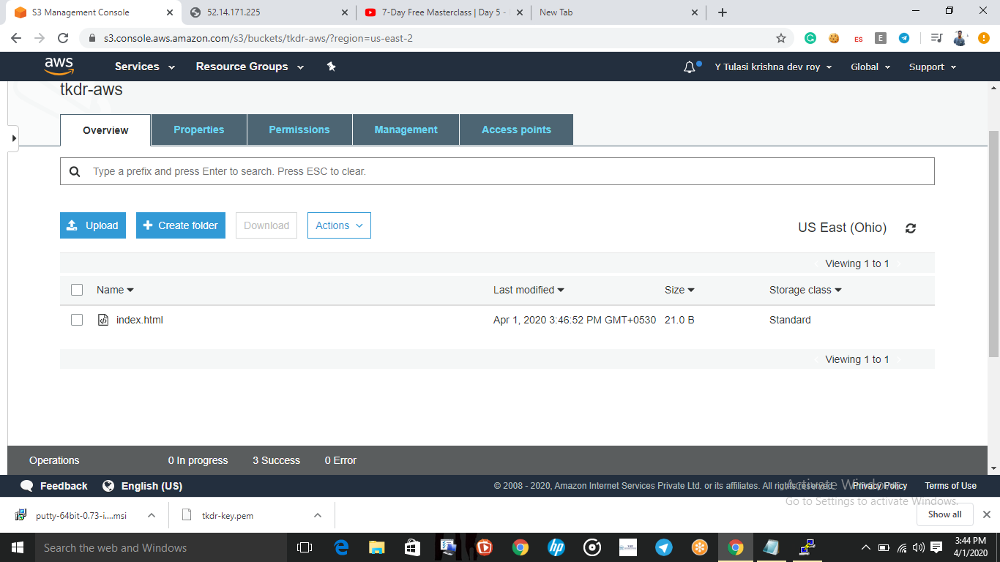 S3 Management Console
52.14.171.225
7-Day Free Masterclass | Day 5 -
New Tab
s3.console.aws.amazon.com/s3/buckets/tkdr-aws/?region=us-east-2
ES
E
aws
Services
Resource Groups
Y Tulasi krishna dev roy
Global
Support
tkdr-aws
Overview
Properties
Permissions
Management
Access points
Type a prefix and press Enter to search. Press ESC to clear.
Upload
Create folder
Download
Actions
US East (Ohio)
Viewing 1 to 1
Name
Last modified
Size
Storage class
index.html
Apr 1, 2020 3:46:52 PM GMT+0530
21.0 B
Standard
Viewing 1 to 1
Operations
0 In progress
3 Success
0 Error
Feedback
English (US)
© 2008 - 2020, Amazon Internet Services Private Ltd. or its affiliates. All rights reserved.
Privacy Policy
Terms of Use
Activate Windows
Go to Settings to activate Windows.
putty-64bit-0.73-i....msi
tkdr-key.pem
Show all
Search the web and Windows
hp
3:44 PM
4/1/2020